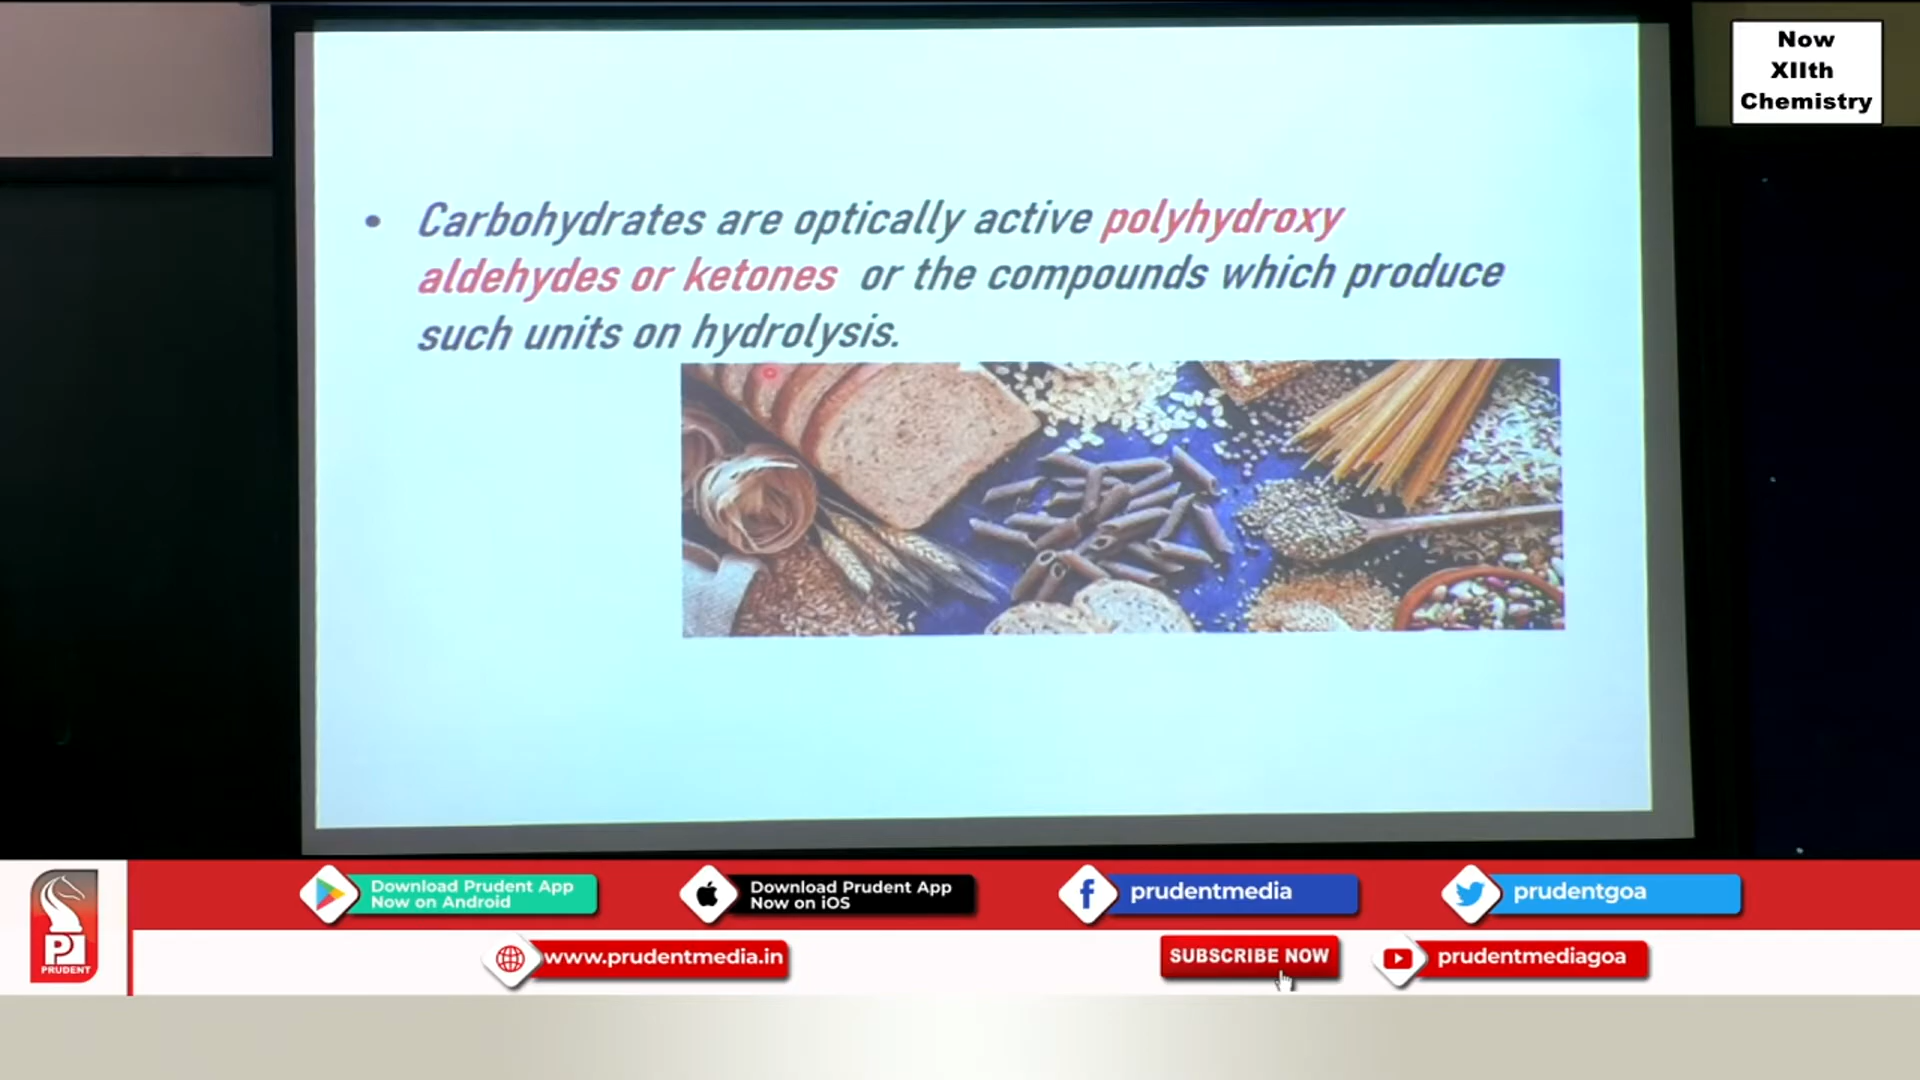 Now
XIIth
Chemistry
• Carbohydrates are optically active polyhydroxy
aldehydes or ketones or the compounds which produce
such units on hydrolysis.
Download Prudent App
Now on Android
Download Prudent App
Now on iOS
prudentmedia
prudentgoa
PRUDENT
www.prudentmedia.in
SUBSCRIBE NOW
prudentmediagoa